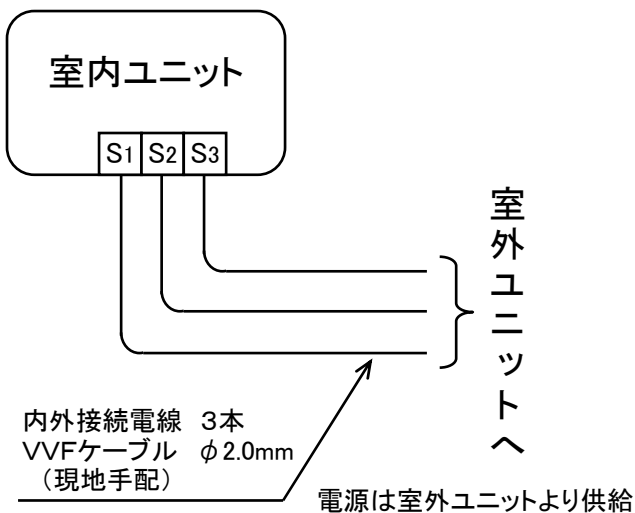 室内ユニット
S1 S2 S3
室外ユニットへ
内外接続電線 3本
VVFケーブル φ2.0mm
（現地手配）
電源は室外ユニットより供給